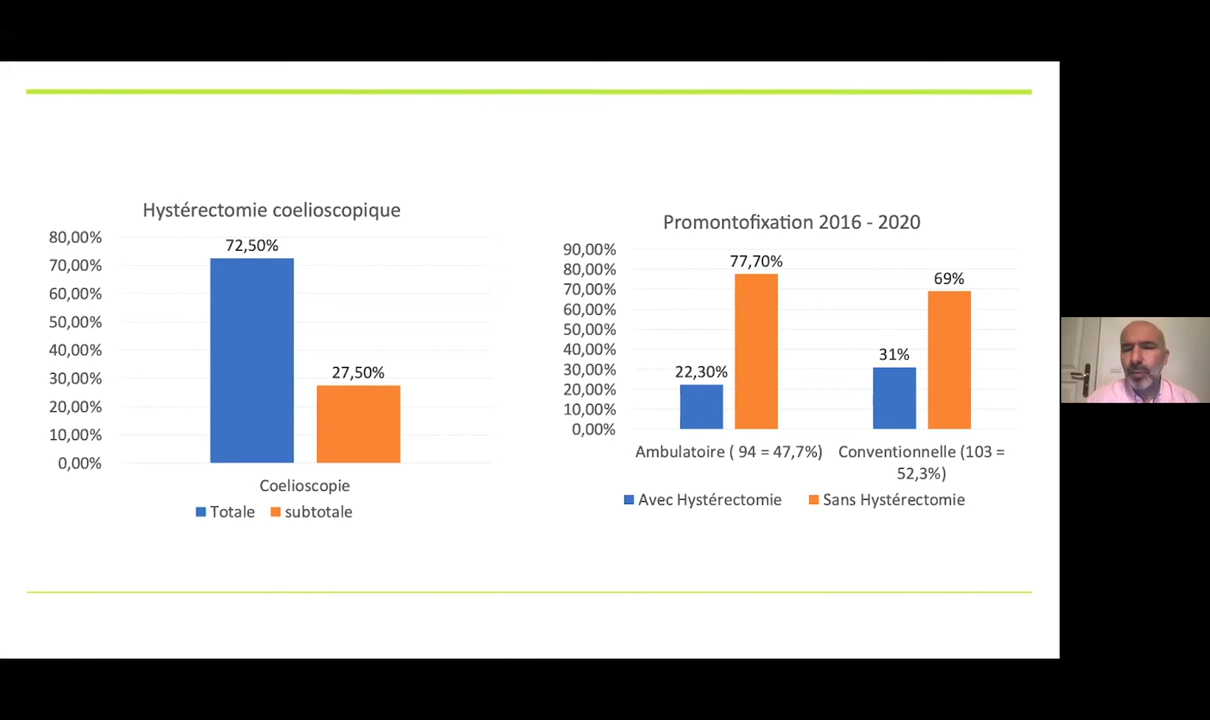 Hystérectomie coelioscopique
80,00%
70,00%
60,00%
50,00%
40,00%
30,00%
20,00%
10,00%
0,00%
72,50%
27,50%
Coelioscopie
Totale
subtotale
Promontofixation 2016 - 2020
90,00%
80,00%
70,00%
60,00%
50,00%
40,00%
30,00%
20,00%
10,00%
0,00%
22,30%
77,70%
31%
69%
Ambulatoire ( 94 = 47,7%)
Conventionnelle (103 =
52,3%)
Avec Hystérectomie
Sans Hystérectomie